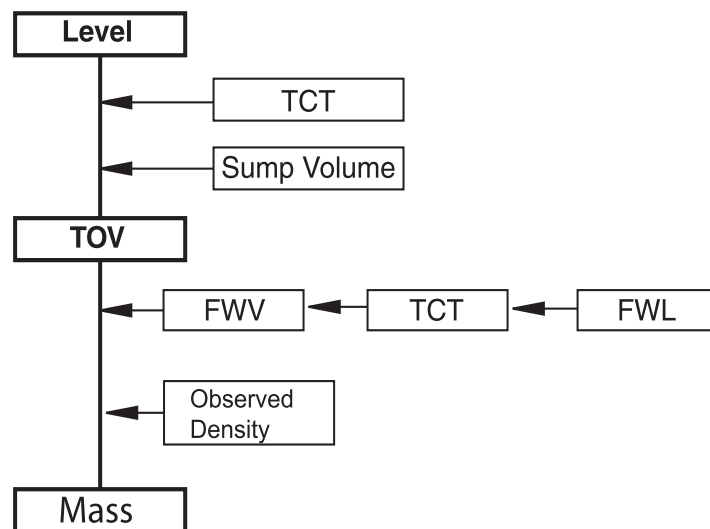 Level
TCT
Sump Volume
TOV
FWV
TCT
FWL
Observed
Density
Mass